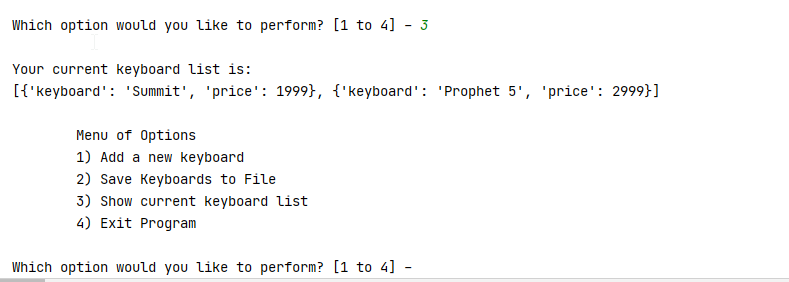 Which option would you like to perform? [1 to 4] – 3
Your current keyboard list is:
[{'keyboard': 'Summit', 'price': 1999}, {'keyboard': 'Prophet 5', 'price': 2999}]
Menu of Options
1) Add a new keyboard
2) Save Keyboards to File
3) Show current keyboard list
4) Exit Program
Which option would you like to perform? [1 to 4] –